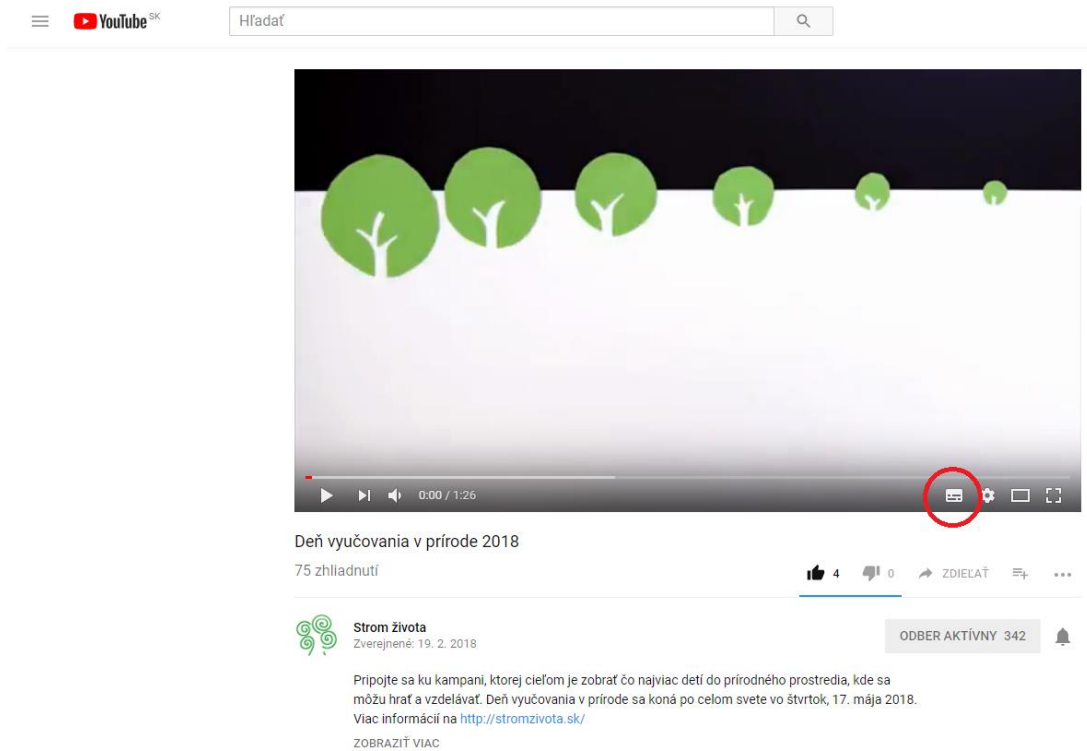 YouTube SK
Hľadať
0:00 / 1:26
Deň vyučovania v prírode 2018
75 zhliadnutí
4
0
ZDIEĽAŤ
Strom života
Zverejnené: 19. 2. 2018
ODBER AKTÍVNY 342
Pripojte sa ku kampani, ktorej cieľom je zobrať čo najviac detí do prírodného prostredia, kde sa
môžu hrať a vzdelávať. Deň vyučovania v prírode sa koná po celom svete vo štvrtok, 17. mája 2018.
Viac informácií na http://stromzivota.sk/
ZOBRAZIŤ VIAC